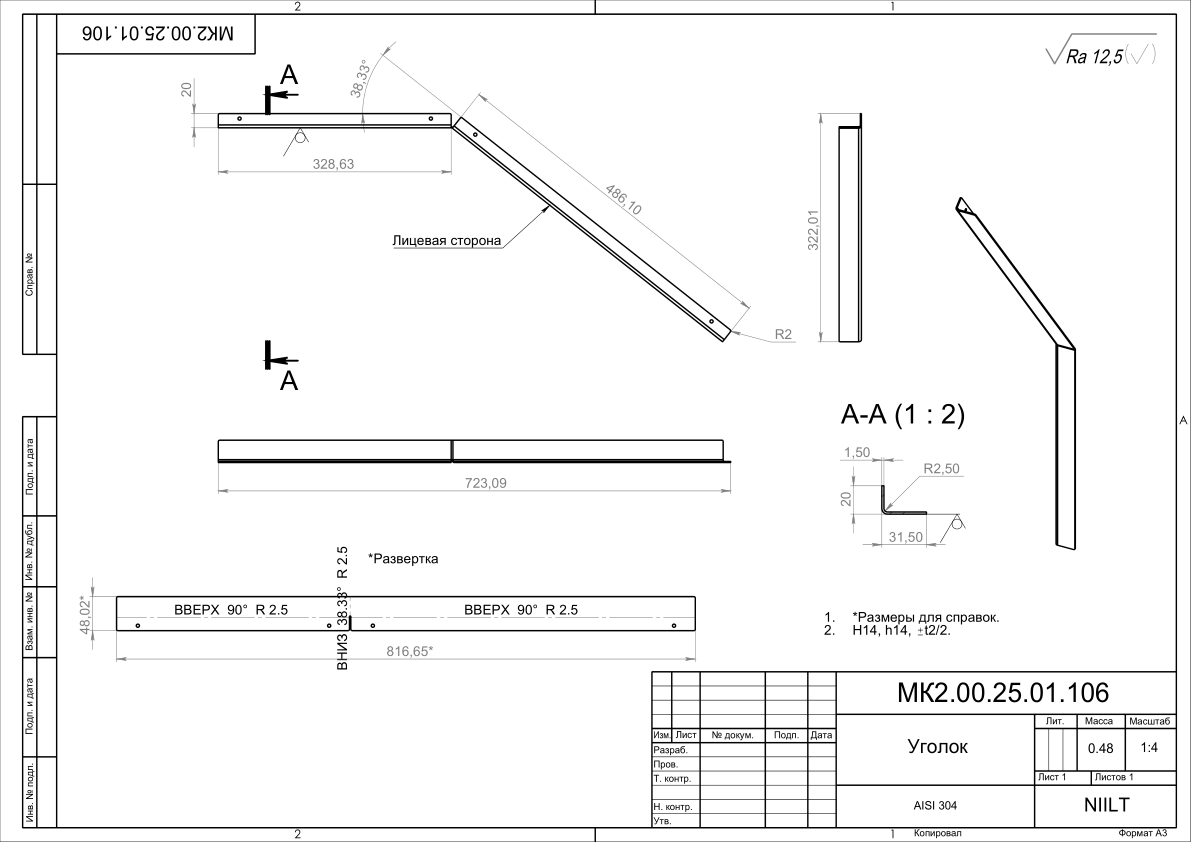 2
1
МК2.00.25.01.106
Ra 12,5
A
20
38,33°
328,63
486,10
322,01
Лицевая сторона
R2
A
A-A (1 : 2)
1,50
R2,50
20
31,50
A
723,09
*Развертка
ВНИЗ 38.33° R 2.5
ВВЕРХ 90° R 2.5
ВВЕРХ 90° R 2.5
48,02*
816,65*
1. *Размеры для справок.
2. H14, h14, ±t2/2.
Справ. №
Подп. и дата
Инв. № дубл.
Взам. инв. №
Подп. и дата
Инв. № подл.
МК2.00.25.01.106
Изм. Лист № докум. Подп. Дата
Разраб.
Пров.
Т. контр.
Н. контр.
Утв.
Уголок
Лит. Масса Масштаб
0.48 1:4
Лист 1 Листов 1
AISI 304
NIILT
2
1
Копировал Формат А3